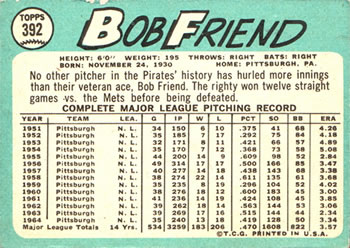 TOPPS
392
BOB FRIEND
HEIGHT: 6'0" WEIGHT: 195 THROWS: RIGHT BATS: RIGHT
BORN: NOVEMBER 24, 1930 HOME: PITTSBURGH, PA.
No other pitcher in the Pirates' history has hurled more innings
than their veteran ace, Bob Friend. The righty won twelve straight
games vs. the Mets before being defeated.
COMPLETE MAJOR LEAGUE PITCHING RECORD
YEAR TEAM LEA. G IP W L PCT SO BB ERA
1951 Pittsburgh N.L. 34 150 6 10 .375 41 68 4.26
1952 Pittsburgh N.L. 35 185 7 17 .292 75 84 4.18
1953 Pittsburgh N.L. 32 171 8 11 .421 66 57 4.89
1954 Pittsburgh N.L. 35 170 7 12 .368 73 58 5.08
1955 Pittsburgh N.L. 44 200 14 9 .609 98 52 2.84
1956 Pittsburgh N.L. 49 314 17 17 .500 166 85 3.46
1957 Pittsburgh N.L. 40 277 14 18 .438 143 68 3.38
1958 Pittsburgh N.L. 38 274 22 14 .611 135 61 3.68
1959 Pittsburgh N.L. 35 235 8 19 .296 104 52 4.02
1960 Pittsburgh N.L. 38 276 18 12 .600 183 45 3.00
1961 Pittsburgh N.L. 41 236 14 19 .424 108 45 3.85
1962 Pittsburgh N.L. 39 262 18 14 .563 144 53 3.06
1963 Pittsburgh N.L. 39 269 17 16 .515 144 44 2.34
1964 Pittsburgh N.L. 35 240 13 18 .419 128 50 3.34
Major League Totals 14 Yrs. 534 3259 183 206 .470 1608 822 3.57
© T.C.G. PRINTED IN U.S.A.